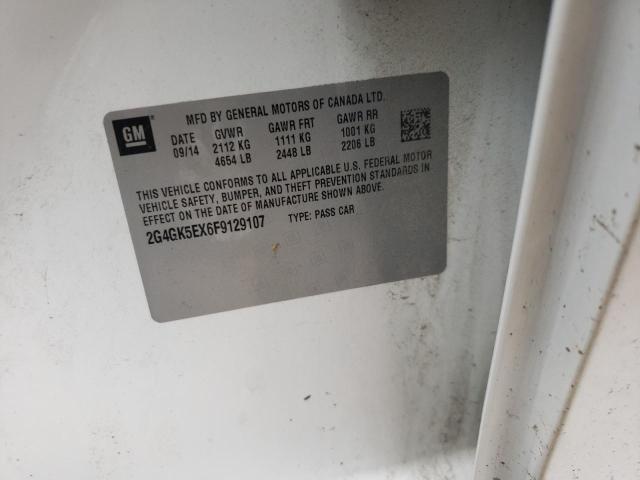 MFD BY GENERAL MOTORS OF CANADA LTD.
GM
DATE GVWR GAWR FRT GAWR RR
09/14 2112 KG 1111 KG 1001 KG
4654 LB 2448 LB 2206 LB
THIS VEHICLE CONFORMS TO ALL APPLICABLE U.S. FEDERAL MOTOR
VEHICLE SAFETY, BUMPER, AND THEFT PREVENTION STANDARDS IN
EFFECT ON THE DATE OF MANUFACTURE SHOWN ABOVE.
2G4GK5EX6F9129107 TYPE: PASS CAR